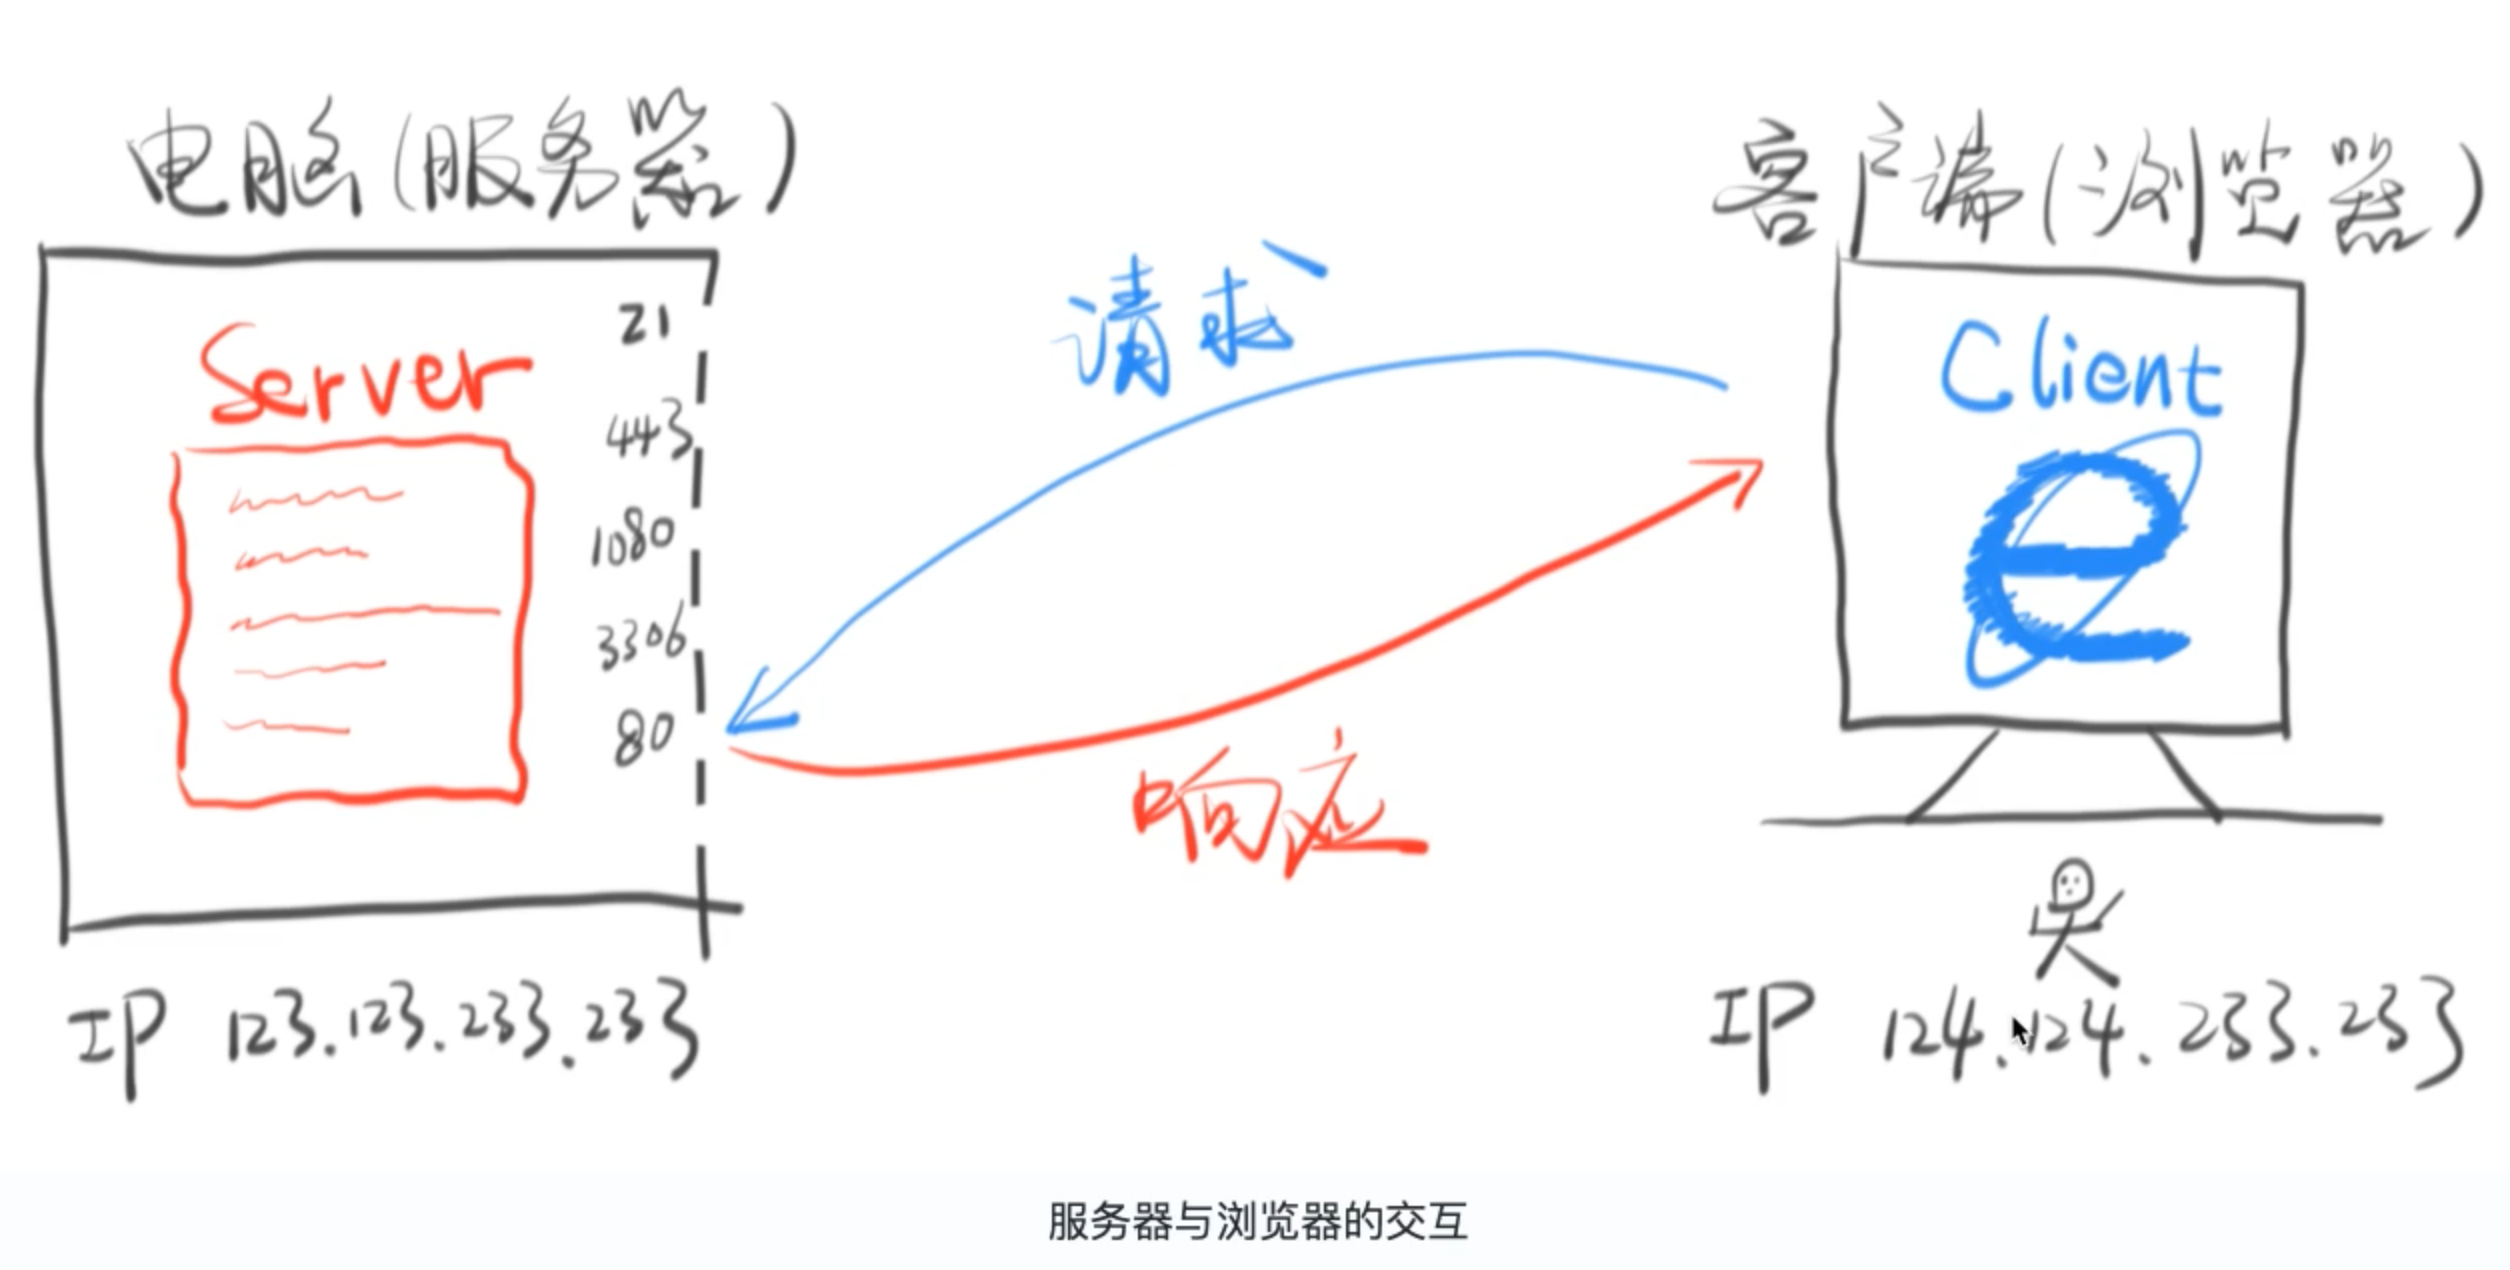 电脑(服务器)
客户端(浏览器)
Server
21
443
1080
3306
80
请求
响应
Client
e
IP 123.123.233.233
IP 124.124.233.233
服务器与浏览器的交互